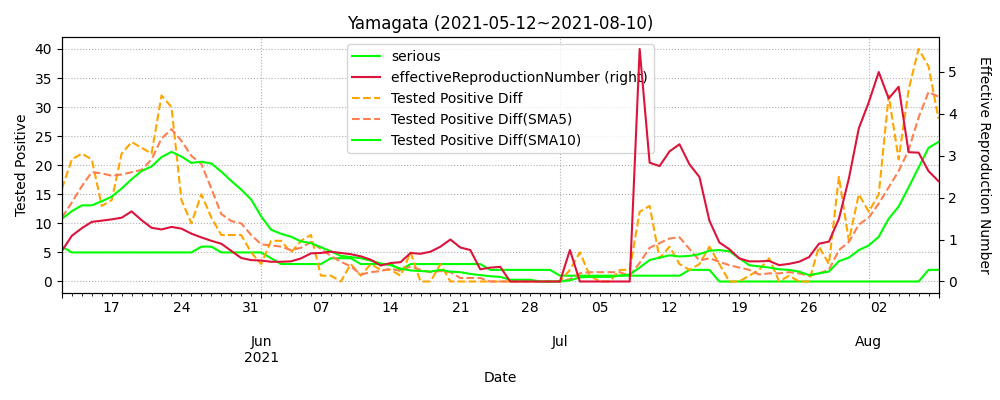 Yamagata (2021-05-12~2021-08-10)
serious
effectiveReproductionNumber (right)
Tested Positive Diff
Tested Positive Diff(SMA5)
Tested Positive Diff(SMA10)
Tested Positive
40
35
30
25
20
15
10
5
0
5
4
3
2
1
0
Effective Reproduction Number
17 24 31 07 14 21 28 05 12 19 26 02
Jun Jul Aug
2021
Date